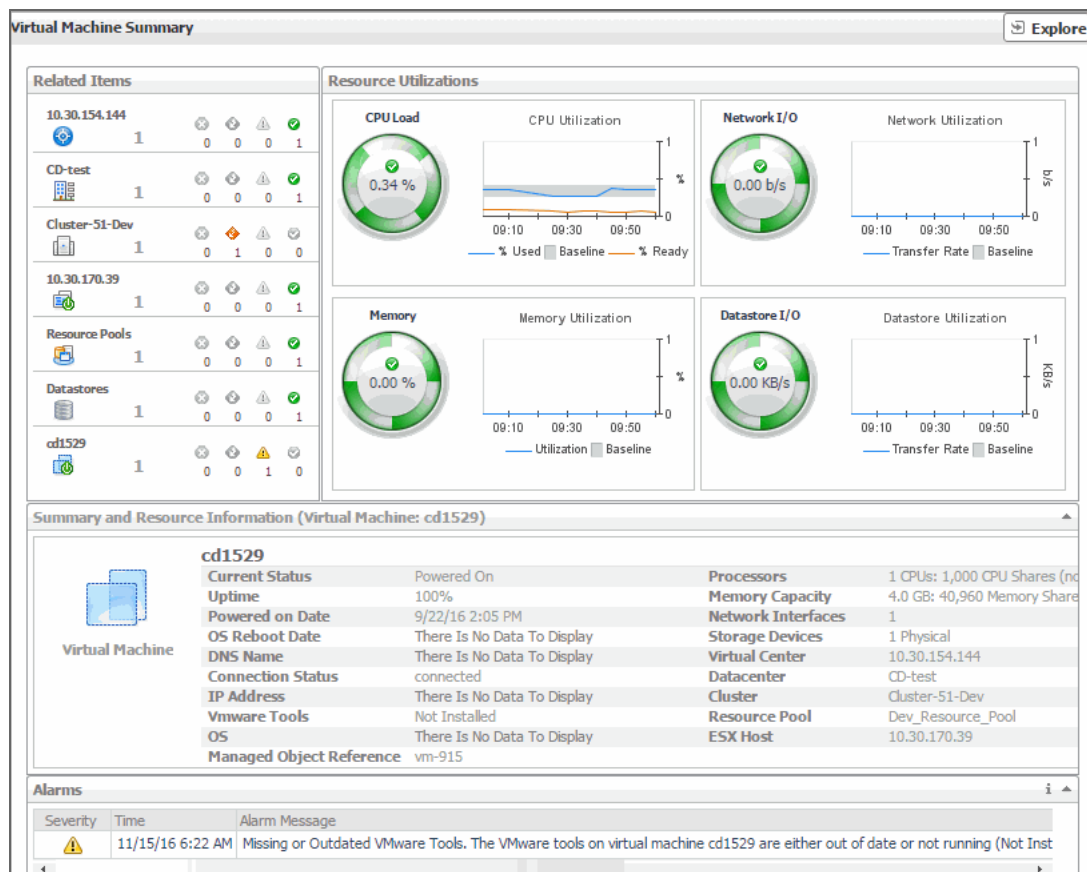 Virtual Machine Summary
Explore
Related Items
10.30.154.144
1
0 0 0 1
CD-test
1
0 0 0 1
Cluster-51-Dev
1
0 1 0 0
10.30.170.39
1
0 0 0 1
Resource Pools
1
0 0 0 1
Datastores
1
0 0 0 1
cd1529
1
0 0 1 0
Resource Utilizations
CPU Load
0.34 %
CPU Utilization
1
%
0
09:10 09:30 09:50
% Used Baseline % Ready
Network I/O
0.00 b/s
Network Utilization
1
b/s
0
09:10 09:30 09:50
Transfer Rate Baseline
Memory
0.00 %
Memory Utilization
1
%
0
09:10 09:30 09:50
Utilization Baseline
Datastore I/O
0.00 KB/s
Datastore Utilization
1
KB/s
0
09:10 09:30 09:50
Transfer Rate Baseline
Summary and Resource Information (Virtual Machine: cd1529)
Virtual Machine
cd1529
Current Status Powered On Processors 1 CPUs: 1,000 CPU Shares (no
Uptime 100% Memory Capacity 4.0 GB: 40,960 Memory Share
Powered on Date 9/22/16 2:05 PM Network Interfaces 1
OS Reboot Date There Is No Data To Display Storage Devices 1 Physical
DNS Name There Is No Data To Display Virtual Center 10.30.154.144
Connection Status connected Datacenter CD-test
IP Address There Is No Data To Display Cluster Cluster-51-Dev
Vmware Tools Not Installed Resource Pool Dev_Resource_Pool
OS There Is No Data To Display ESX Host 10.30.170.39
Managed Object Reference vm-915
Alarms
i
Severity Time Alarm Message
11/15/16 6:22 AM Missing or Outdated VMware Tools. The VMware tools on virtual machine cd1529 are either out of date or not running (Not Inst